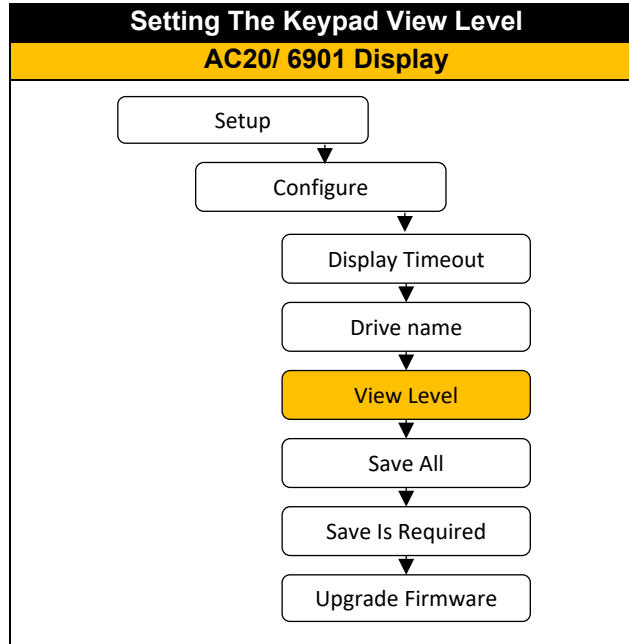 Setting The Keypad View Level
AC20/ 6901 Display
Setup
Configure
Display Timeout
Drive name
View Level
Save All
Save Is Required
Upgrade Firmware